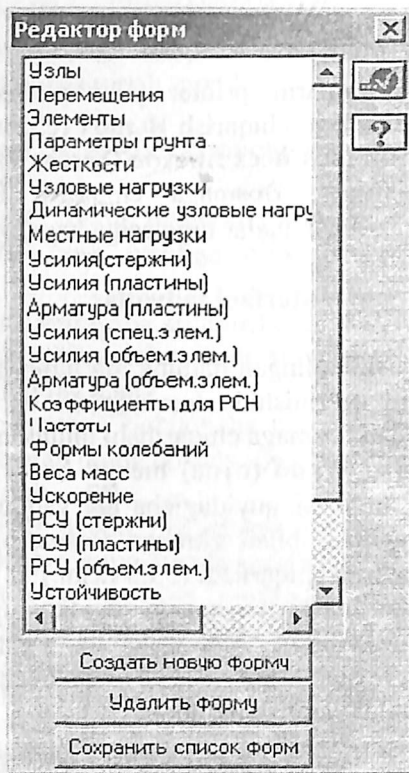 Редактор форм
Узлы
Перемещения
Элементы
Параметры грунта
Жесткости
Узловые нагрузки
Динамические узловые нагру
Местные нагрузки
Усилия(стержни)
Усилия (пластины)
Арматура (пластины)
Усилия (спец.элем.)
Усилия (объем.элем.)
Арматура (объем.элем.)
Коэффициенты для РСН
Частоты
Формы колебаний
Веса масс
Ускорение
РСУ (стержни)
РСУ (пластины)
РСУ (объем.элем.)
Устойчивость
Создать новую форму
Удалить форму
Сохранить список форм